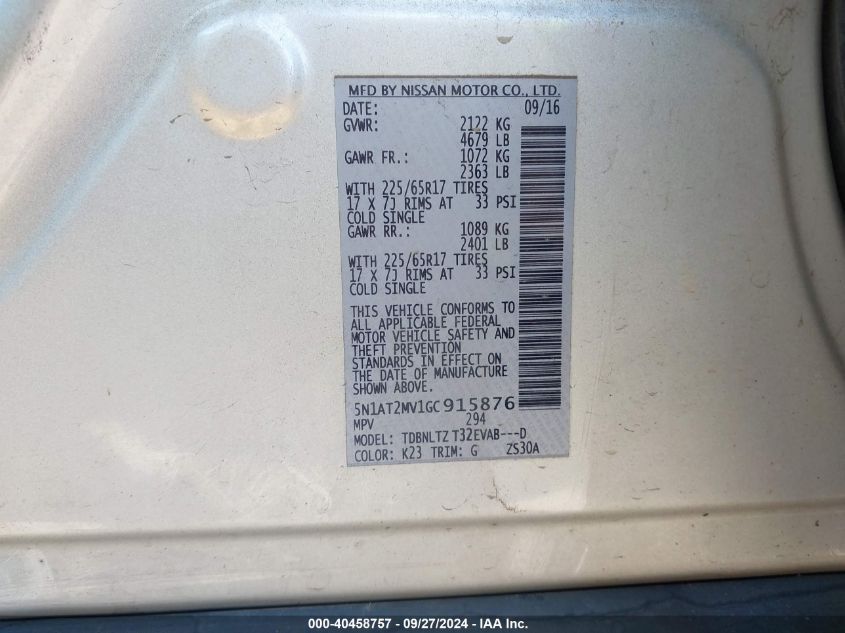 MFD BY NISSAN MOTOR CO., LTD.
DATE: 09/16
GVWR: 2122 KG
4679 LB
GAWR FR.: 1072 KG
2363 LB
WITH 225/65R17 TIRES
17 X 7J RIMS AT 33 PSI
COLD SINGLE
GAWR RR.: 1089 KG
2401 LB
WITH 225/65R17 TIRES
17 X 7J RIMS AT 33 PSI
COLD SINGLE
THIS VEHICLE CONFORMS TO
ALL APPLICABLE FEDERAL
MOTOR VEHICLE SAFETY AND
THEFT PREVENTION
STANDARDS IN EFFECT ON
THE DATE OF MANUFACTURE
SHOWN ABOVE.
5N1AT2MV1GC915876
MPV 294
MODEL: TDBNLTZ T32EVAB---D
COLOR: K23 TRIM: G ZS30A
000-40458757 - 09/27/2024 - IAA Inc.